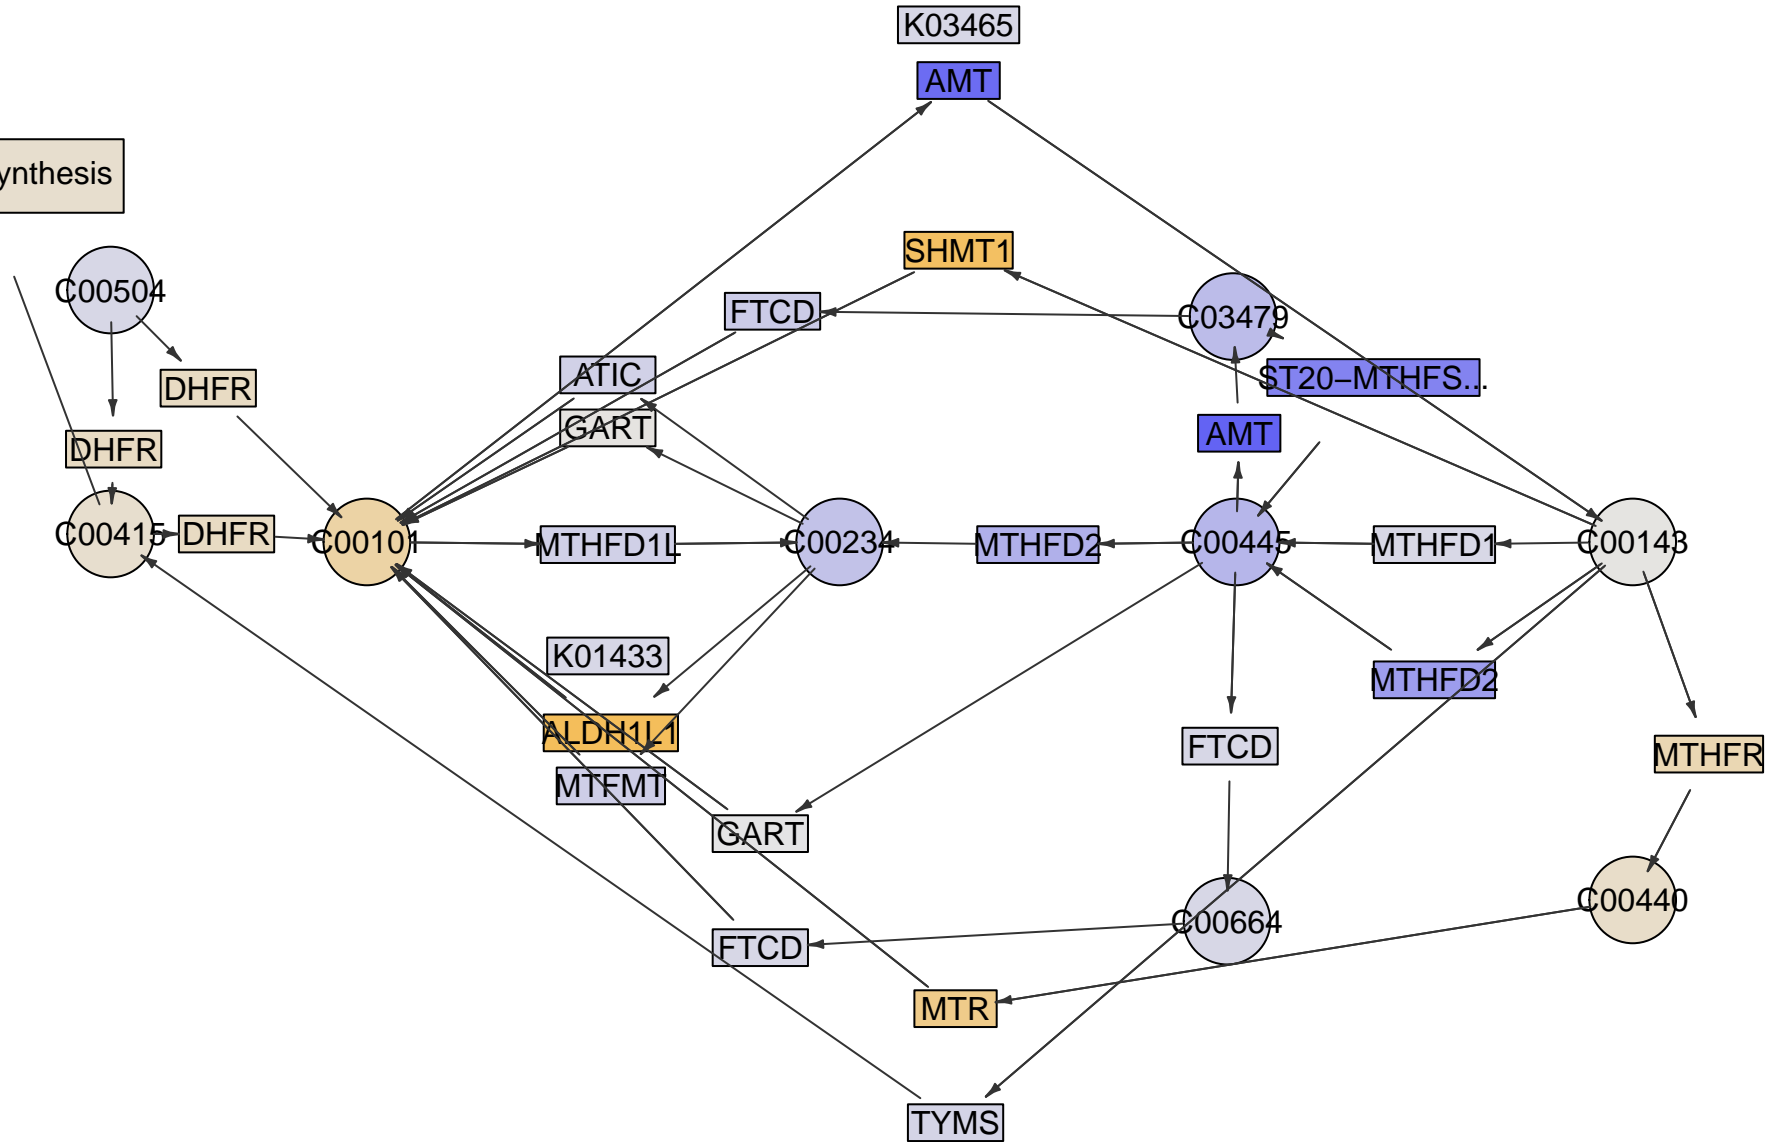 K03465
AMT
ynthesis
SHMT1
C00504
FTCD
C03479
ATIC
ST20−MTHFS...
DHFR
GART
AMT
DHFR
C00415
DHFR
C00101
MTHFD1L
C00234
MTHFD2
C00445
MTHFD1
C00143
K01433
MTHFD2
ALDH1L1
FTCD
MTHFR
MTFMT
GART
C00440
C00664
FTCD
MTR
TYMS